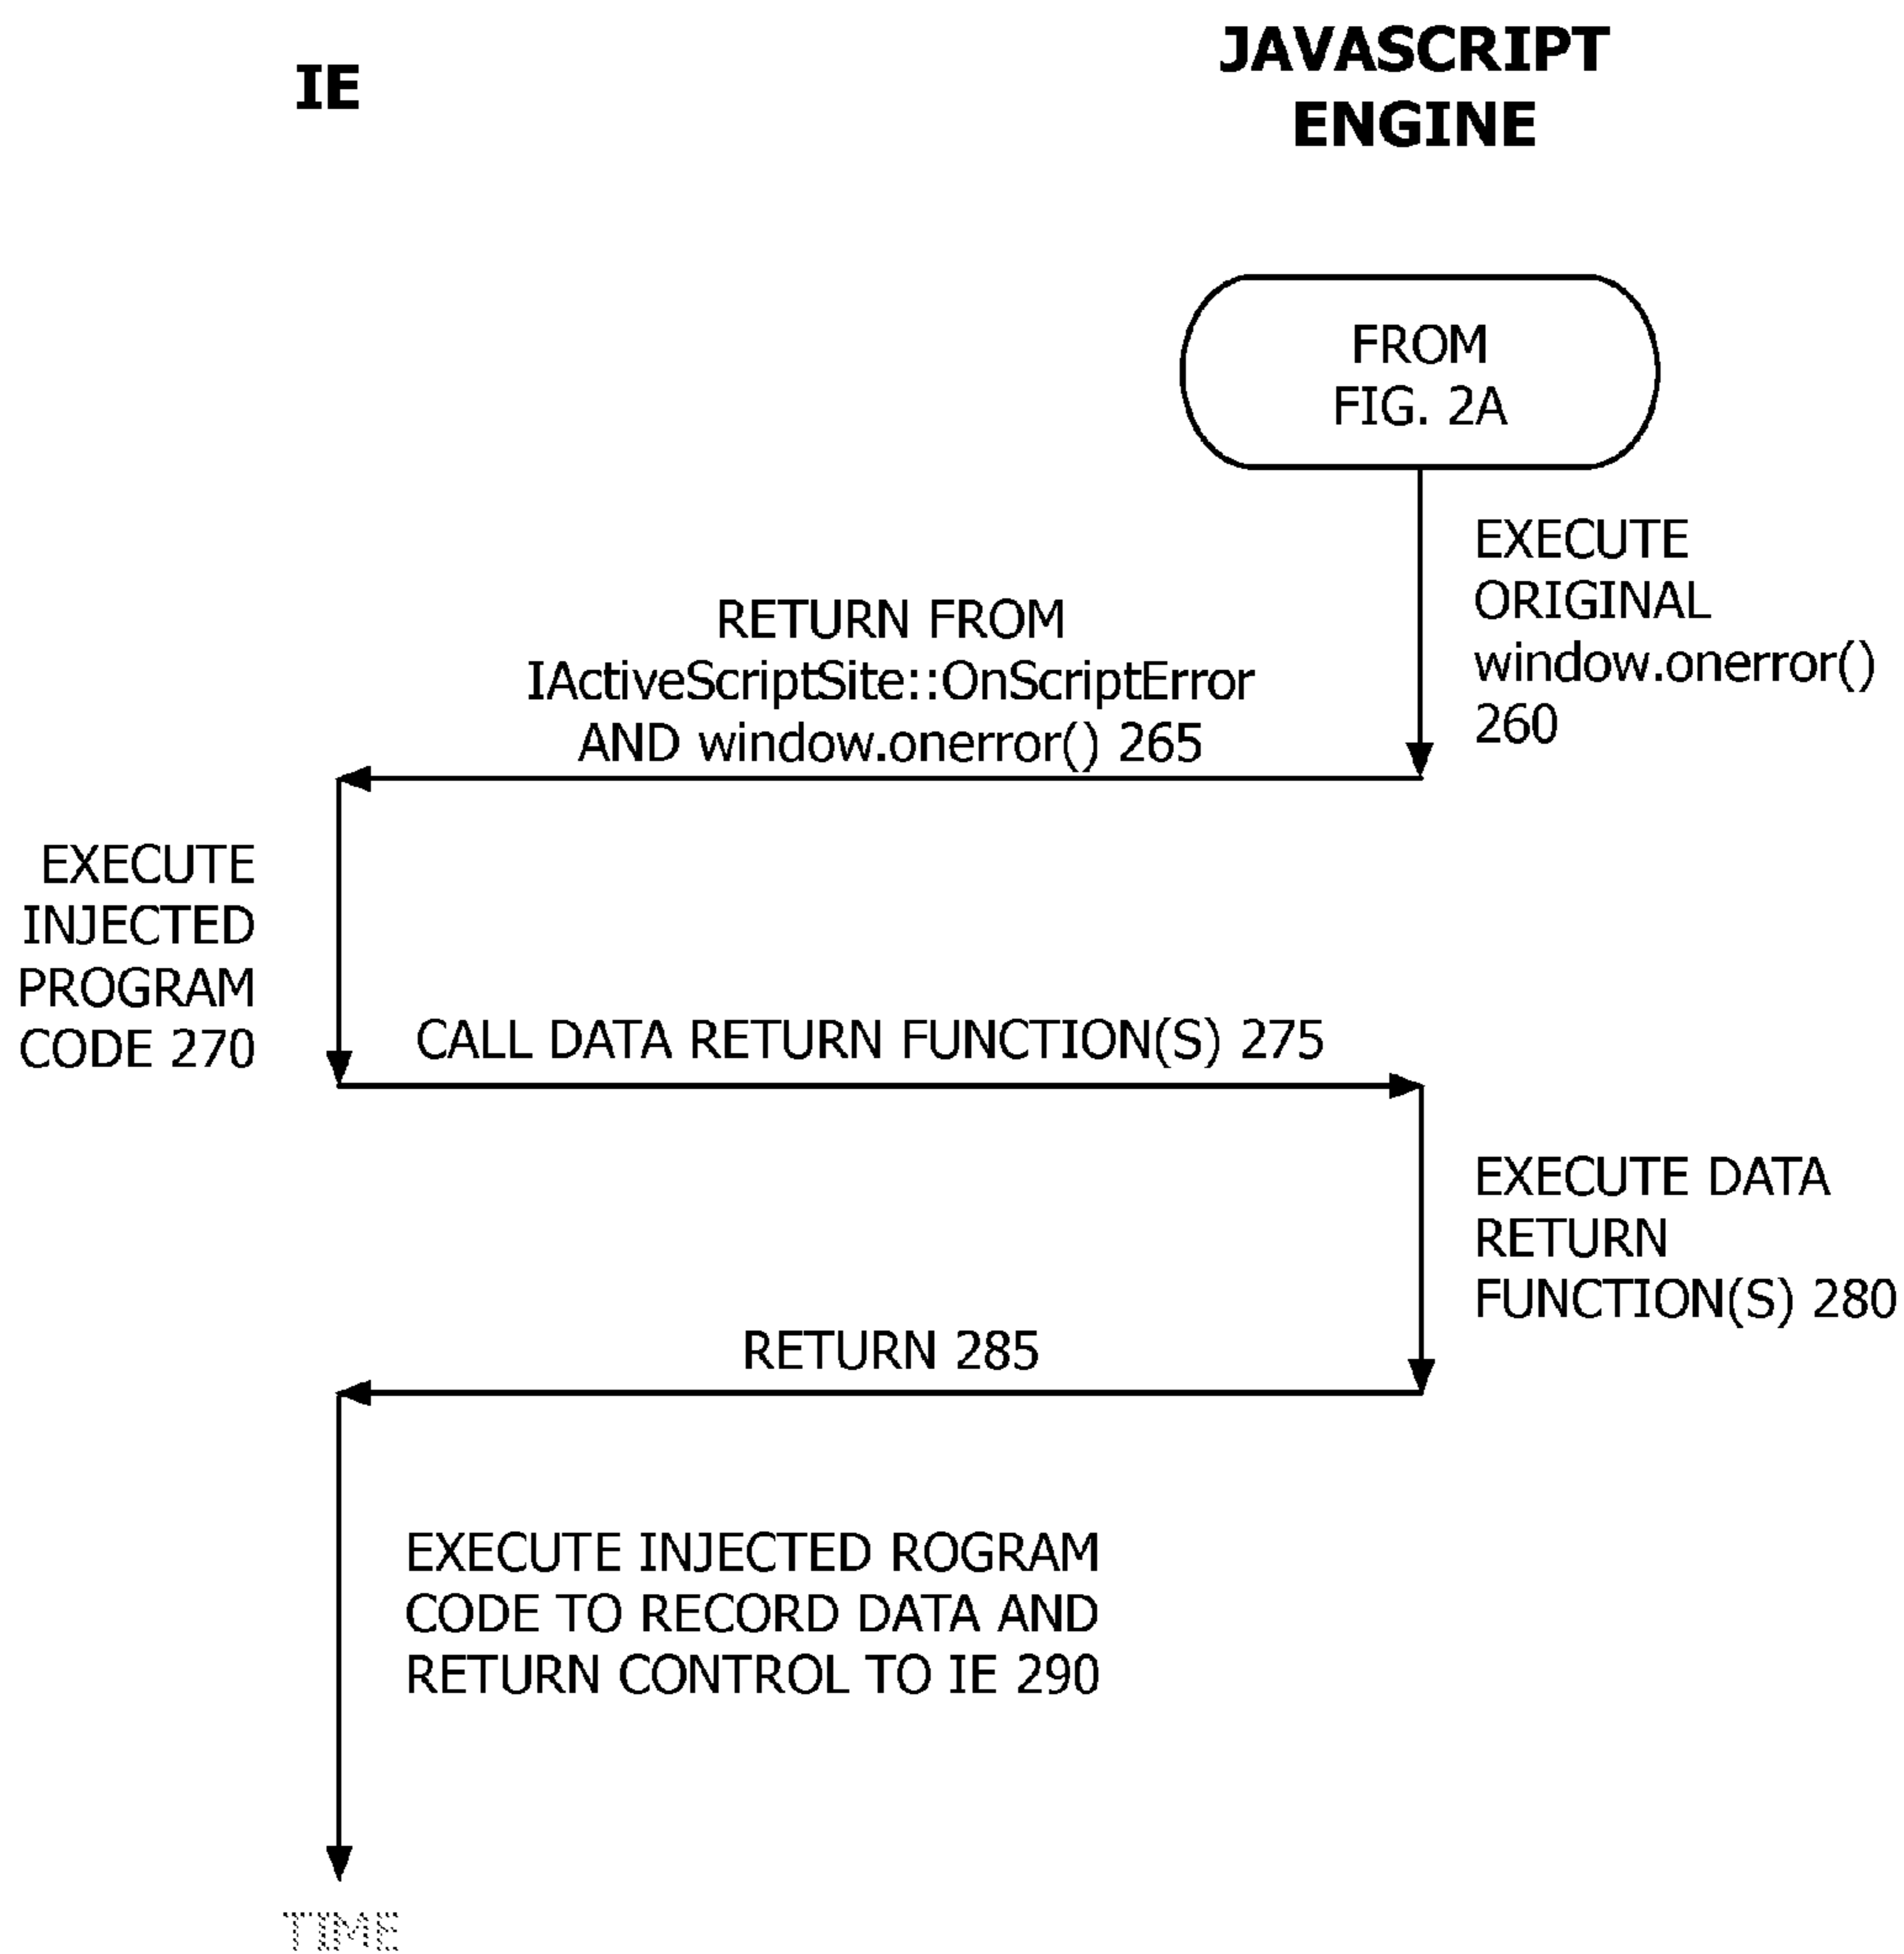 IE
JAVASCRIPT
ENGINE
FROM
FIG. 2A
EXECUTE
ORIGINAL
window.onerror()
260
RETURN FROM
IActiveScriptSite::OnScriptError
AND window.onerror() 265
EXECUTE
INJECTED
PROGRAM
CODE 270
CALL DATA RETURN FUNCTION(S) 275
EXECUTE DATA
RETURN
FUNCTION(S) 280
RETURN 285
EXECUTE INJECTED ROGRAM
CODE TO RECORD DATA AND
RETURN CONTROL TO IE 290
TIME